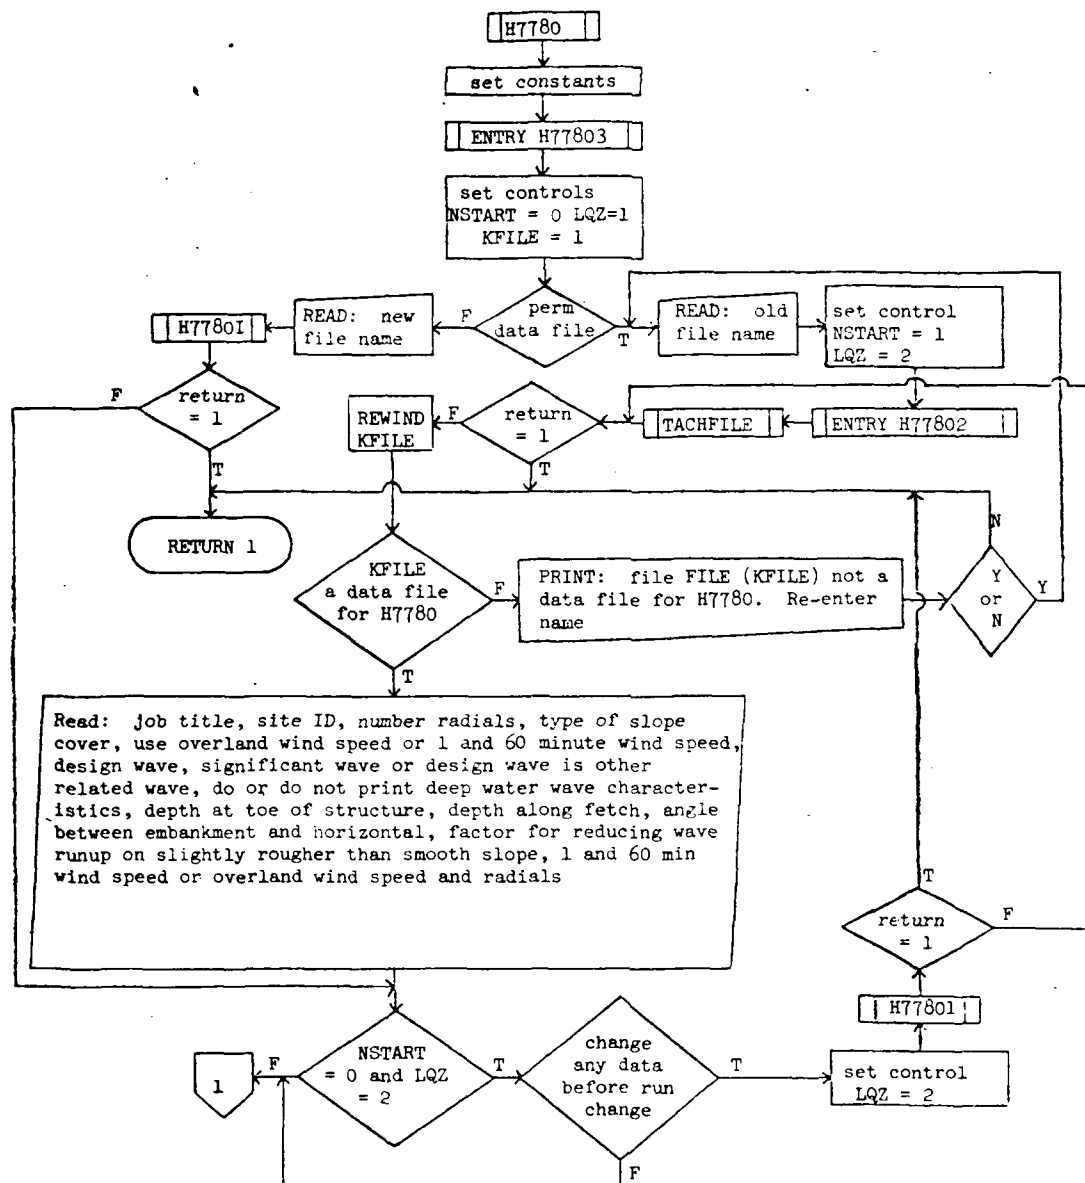 H7780
set constants
ENTRY H77803
set controls
NSTART = 0 LQZ=1
KFILE = 1
perm
data file
F
T
READ: new
file name
H7780I
READ: old
file name
set control
NSTART = 1
LQZ = 2
return
= 1
F
T
REWIND
KFILE
F
return
= 1
T
TACHFILE
ENTRY H77802
RETURN 1
KFILE
a data file
for H7780
F
T
PRINT: file FILE (KFILE) not a
data file for H7780. Re-enter
name
N
Y
or
N
Y
Read: job title, site ID, number radials, type of slope
cover, use overland wind speed or 1 and 60 minute wind speed,
design wave, significant wave or design wave is other
related wave, do or do not print deep water wave character-
istics, depth at toe of structure, depth along fetch, angle
between embankment and horizontal, factor for reducing wave
runup on slightly rougher than smooth slope, 1 and 60 min
wind speed or overland wind speed and radials
T
return
= 1
F
H77801
1
F
NSTART
= 0 and LQZ
= 2
T
change
any data
before run
change
T
F
set control
LQZ = 2